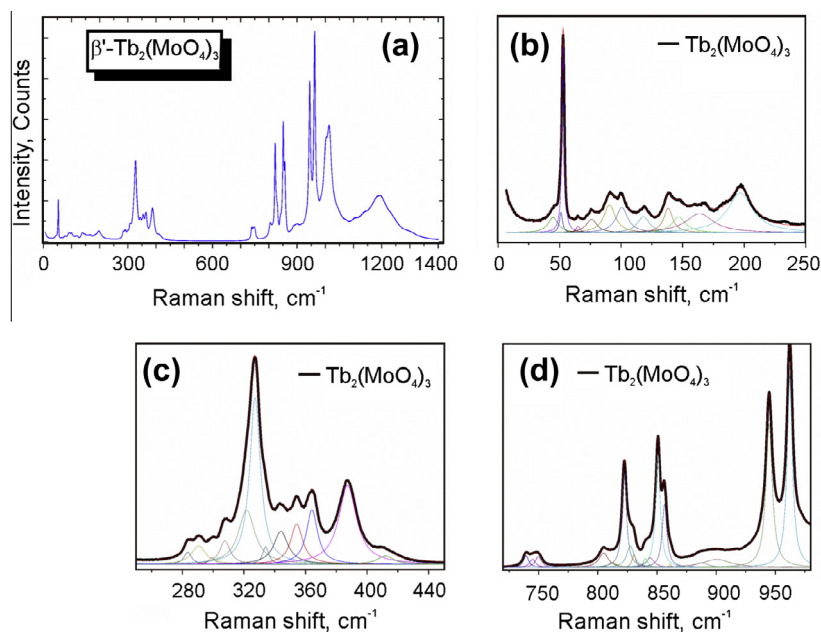 β'-Tb₂(MoO₄)₃
(a)
Intensity, Counts
0 300 600 900 1200 1400
Raman shift, cm⁻¹
(b)
Tb₂(MoO₄)₃
0 50 100 150 200 250
Raman shift, cm⁻¹
(c)
Tb₂(MoO₄)₃
280 320 360 400 440
Raman shift, cm⁻¹
(d)
Tb₂(MoO₄)₃
750 800 850 900 950
Raman shift, cm⁻¹